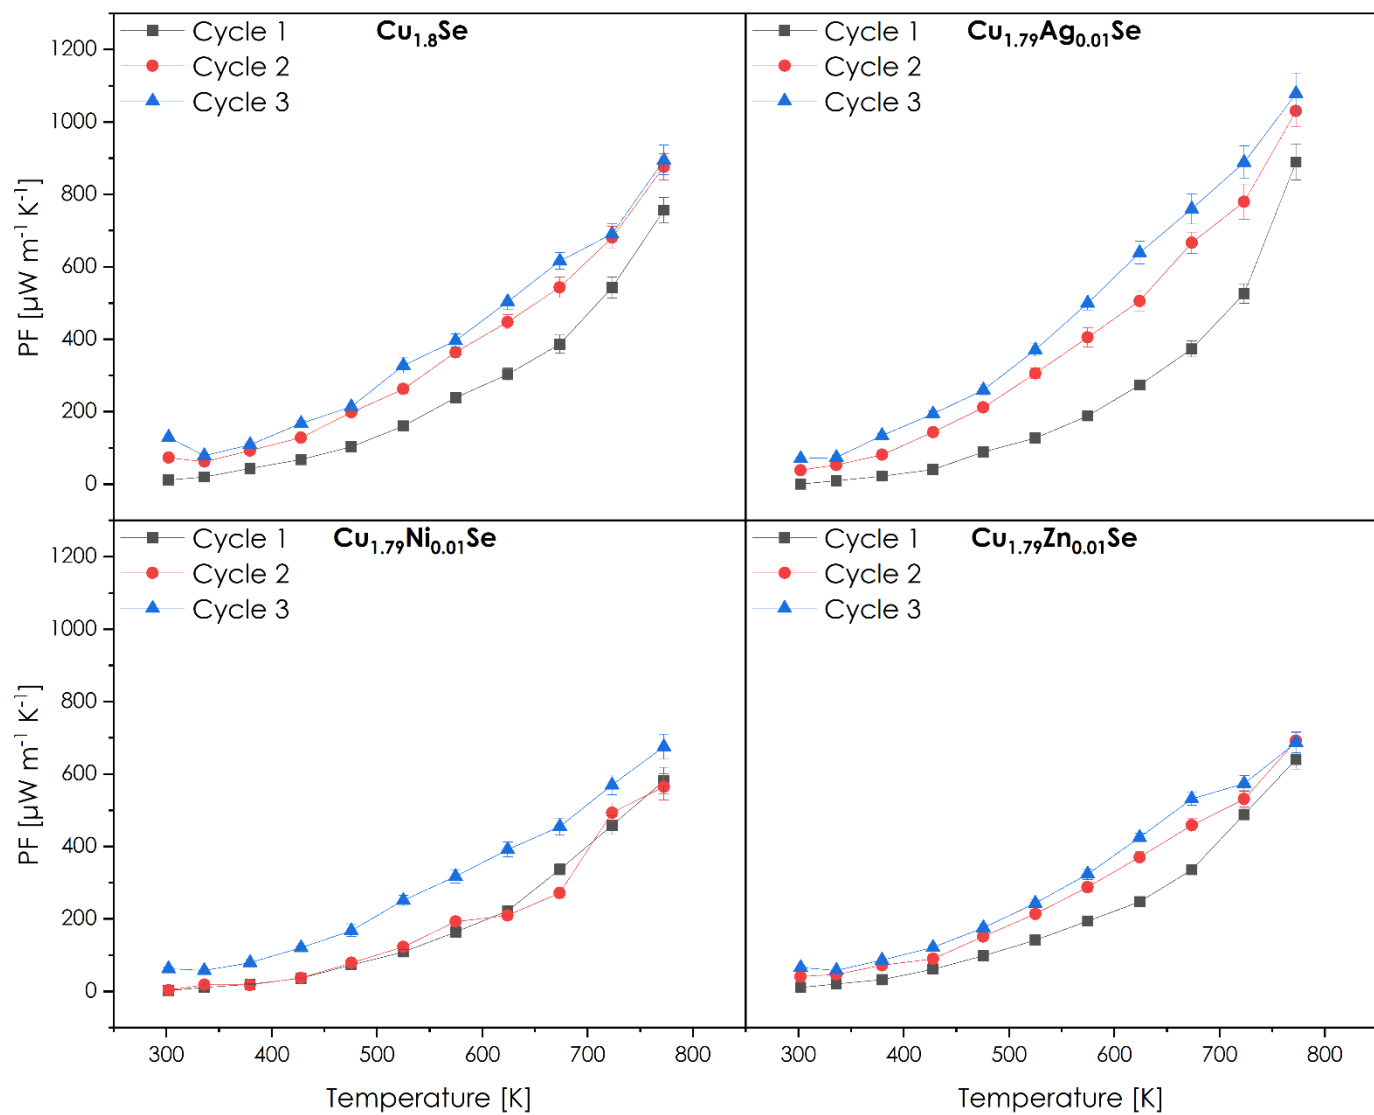 Cu1.8Se
Cycle 1
Cycle 2
Cycle 3
1200
1000
800
600
400
200
0
PF [µW m-1 K-1]
Cu1.79Ag0.01Se
Cycle 1
Cycle 2
Cycle 3
Cu1.79Ni0.01Se
Cycle 1
Cycle 2
Cycle 3
1200
1000
800
600
400
200
0
PF [µW m-1 K-1]
300 400 500 600 700 800
Temperature [K]
Cu1.79Zn0.01Se
Cycle 1
Cycle 2
Cycle 3
300 400 500 600 700 800
Temperature [K]